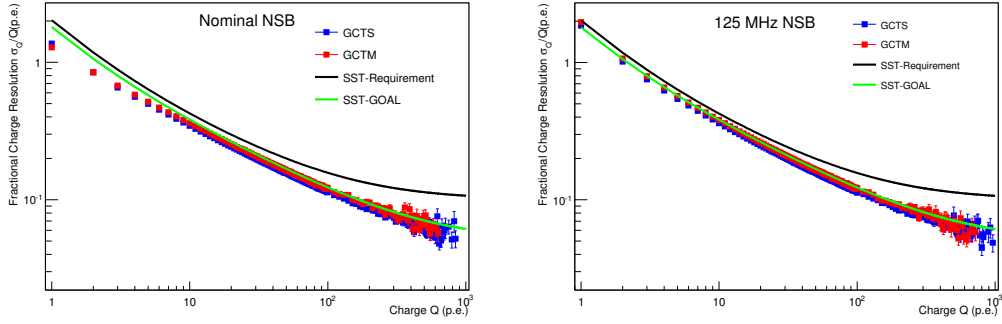 Nominal NSB
GCTS
GCTM
SST-Requirement
SST-GOAL
Fractional Charge Resolution σQ/Q(p.e.)
1
10⁻¹
1
10
10²
10³
Charge Q (p.e.)
125 MHz NSB
GCTS
GCTM
SST-Requirement
SST-GOAL
Fractional Charge Resolution σQ/Q(p.e.)
1
10⁻¹
1
10
10²
10³
Charge Q (p.e.)